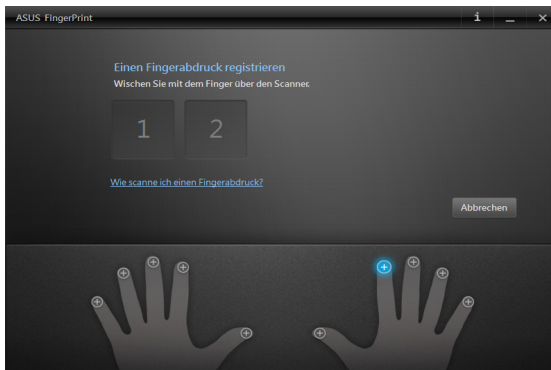 ASUS FingerPrint
Einen Fingerabdruck registrieren
Wischen Sie mit dem Finger über den Scanner.
1 2
Wie scanne ich einen Fingerabdruck?
Abbrechen